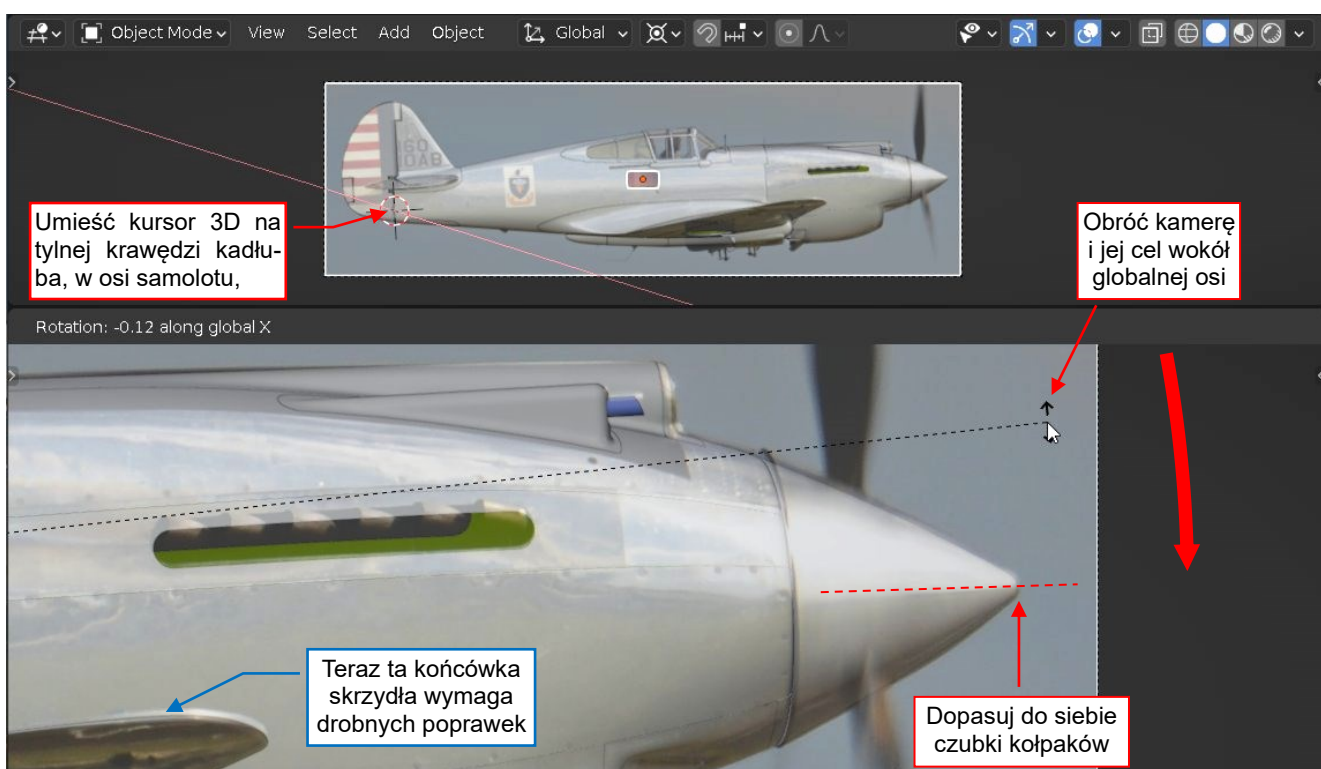 Object Mode View Select Add Object Global
60
0AB
Umieść kursor 3D na
tylnej krawędzi kadłu-
ba, w osi samolotu,
Obróć kamerę
i jej cel wokół
globalnej osi
Rotation: -0.12 along global X
Teraz ta końcówka
skrzydła wymaga
drobnych poprawek
Dopasuj do siebie
czubki kołpaków